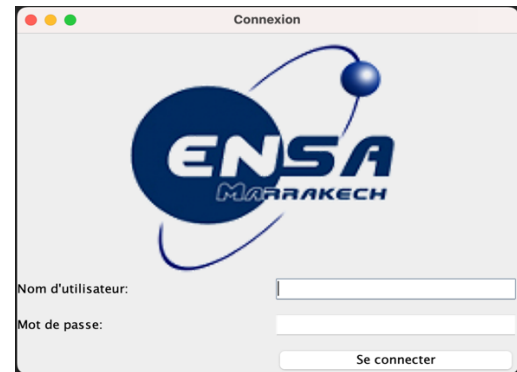 Connexion
ENSA
MARRAKECH
Nom d'utilisateur:
Mot de passe:
Se connecter